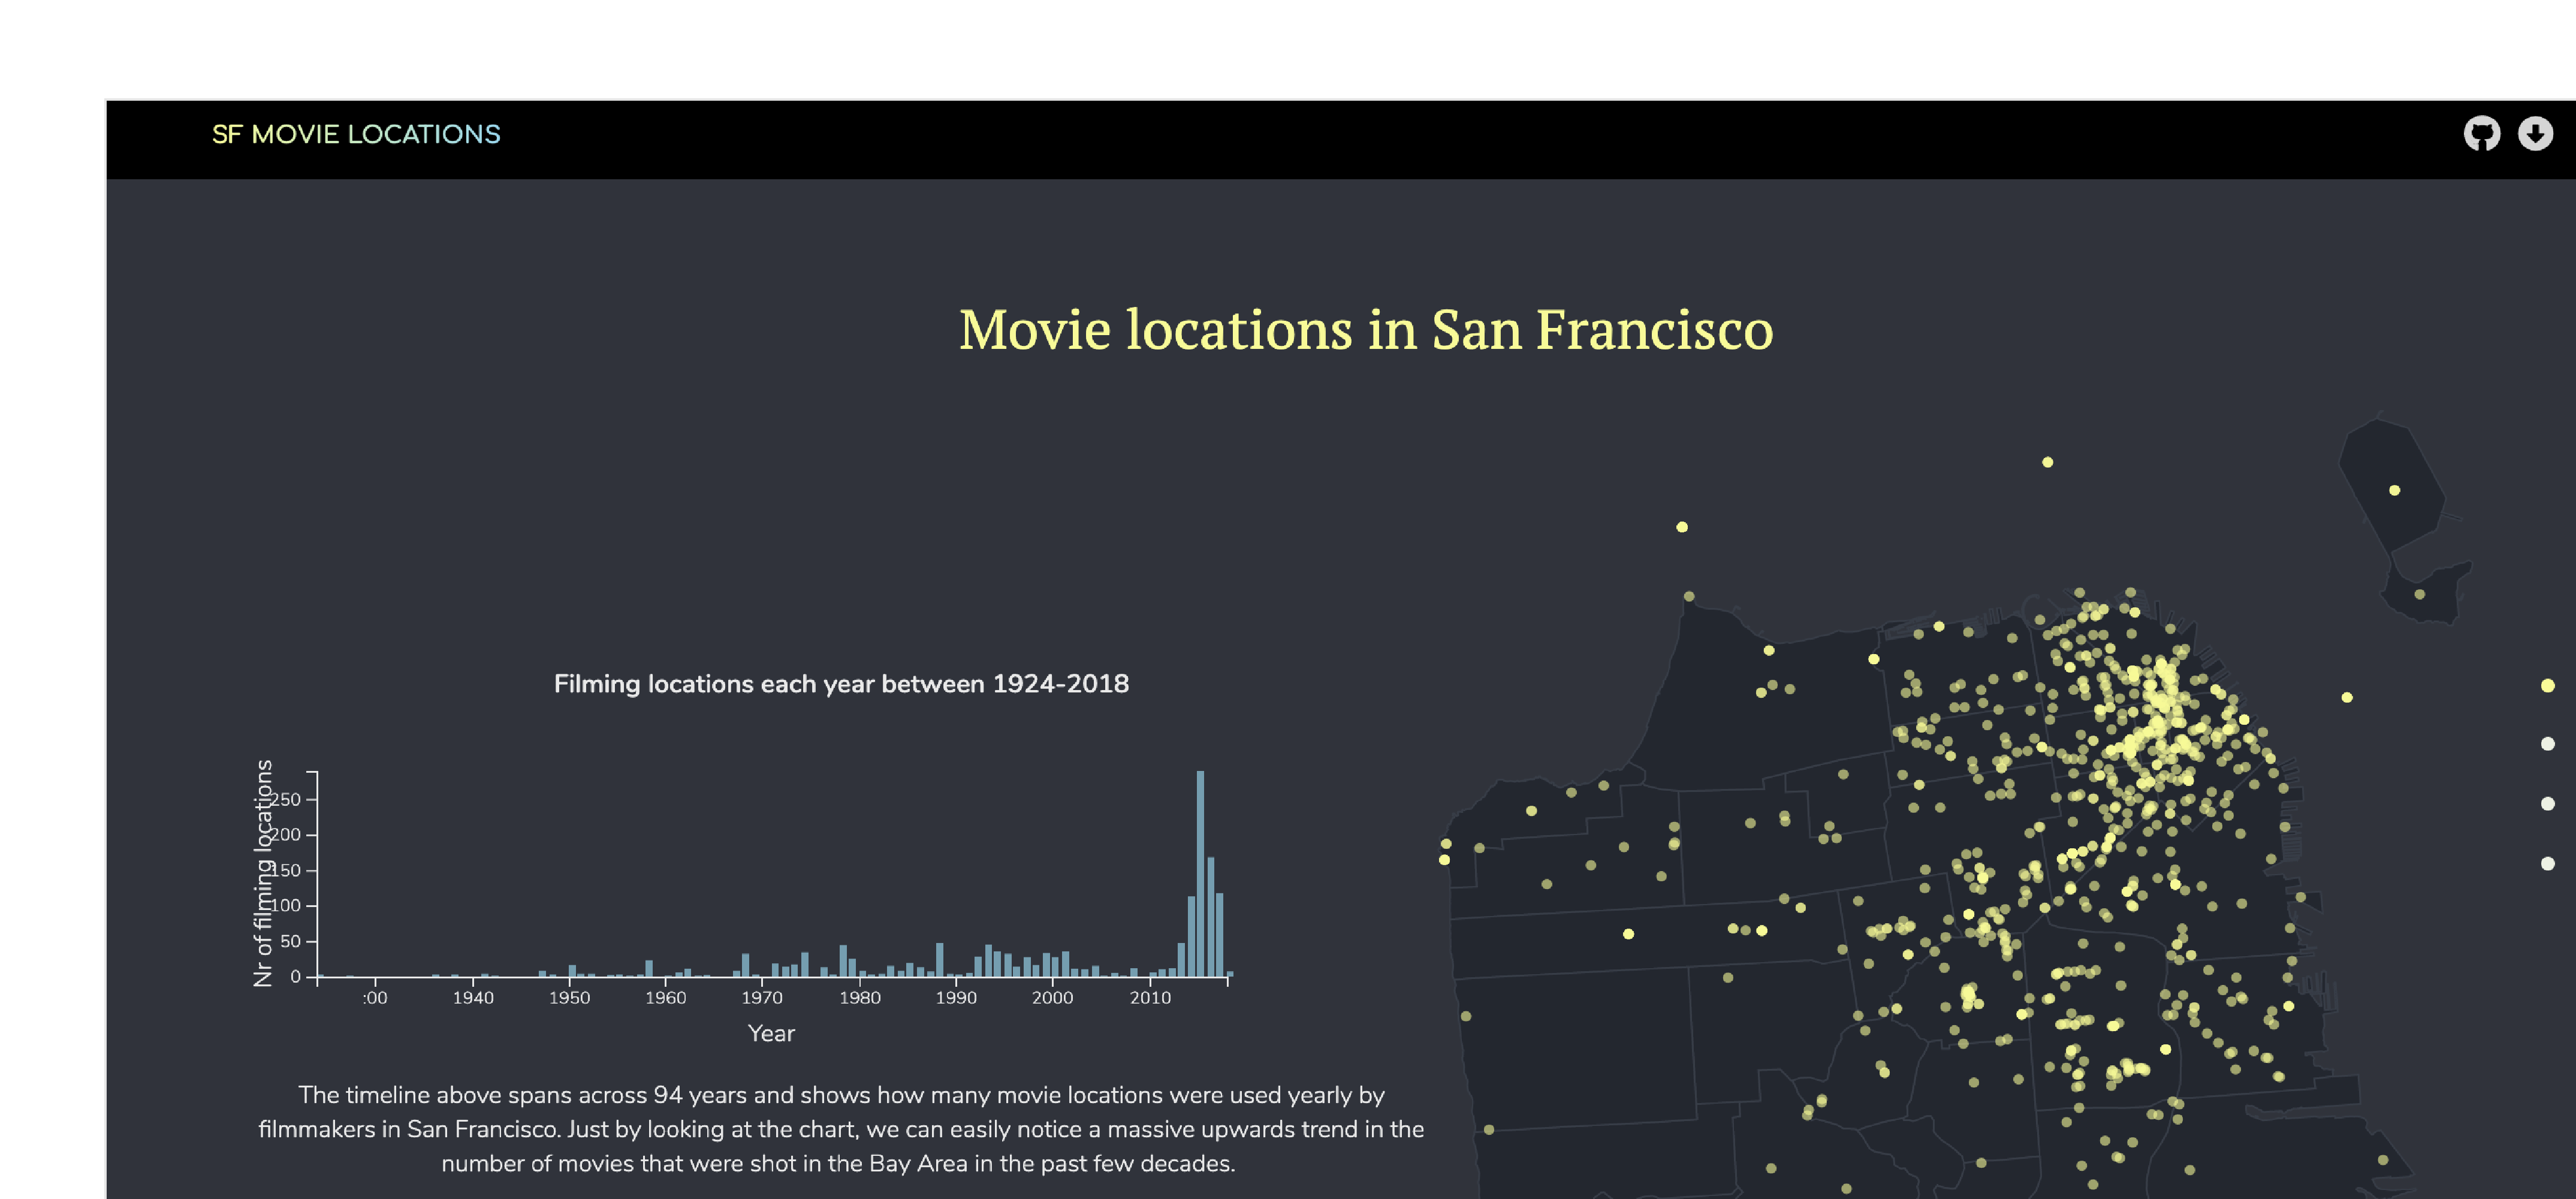 SF MOVIE LOCATIONS
Movie locations in San Francisco
Filming locations each year between 1924-2018
Nr of filming locations
250
200
150
100
50
0
:00
1940
1950
1960
1970
1980
1990
2000
2010
Year
The timeline above spans across 94 years and shows how many movie locations were used yearly by
filmmakers in San Francisco. Just by looking at the chart, we can easily notice a massive upwards trend in the
number of movies that were shot in the Bay Area in the past few decades.